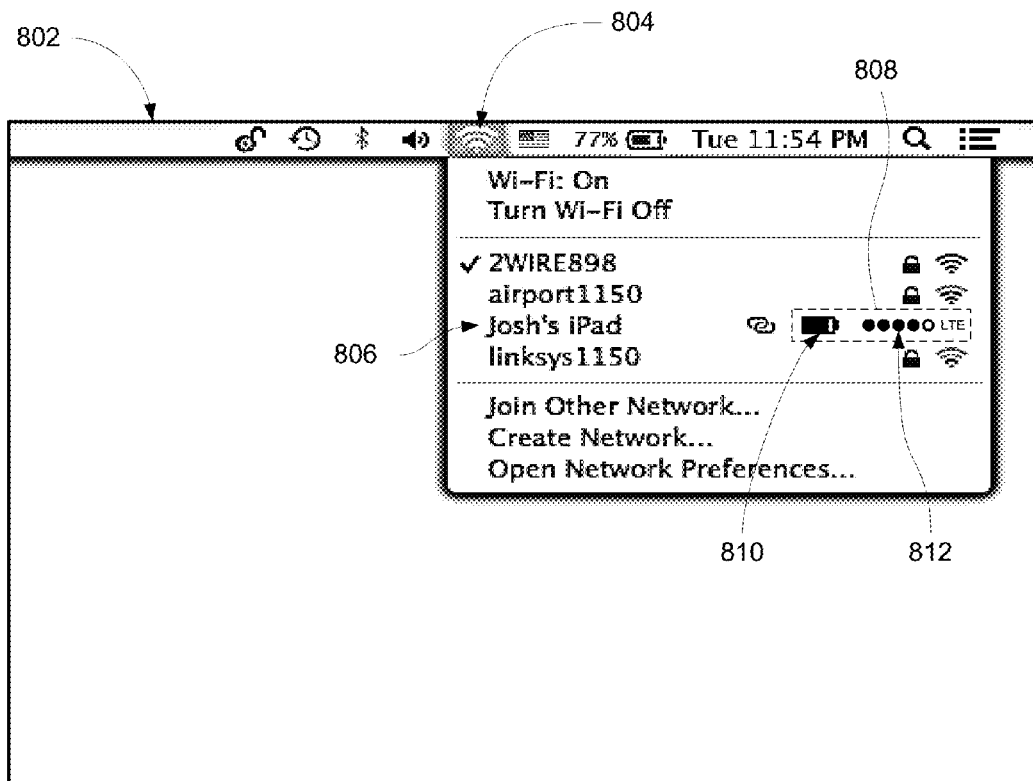 802
804
808
77% Tue 11:54 PM
Wi-Fi: On
Turn Wi-Fi Off
2WIRE898
airport1150
806 Josh's iPad LTE
linksys1150
Join Other Network...
Create Network...
Open Network Preferences...
810 812